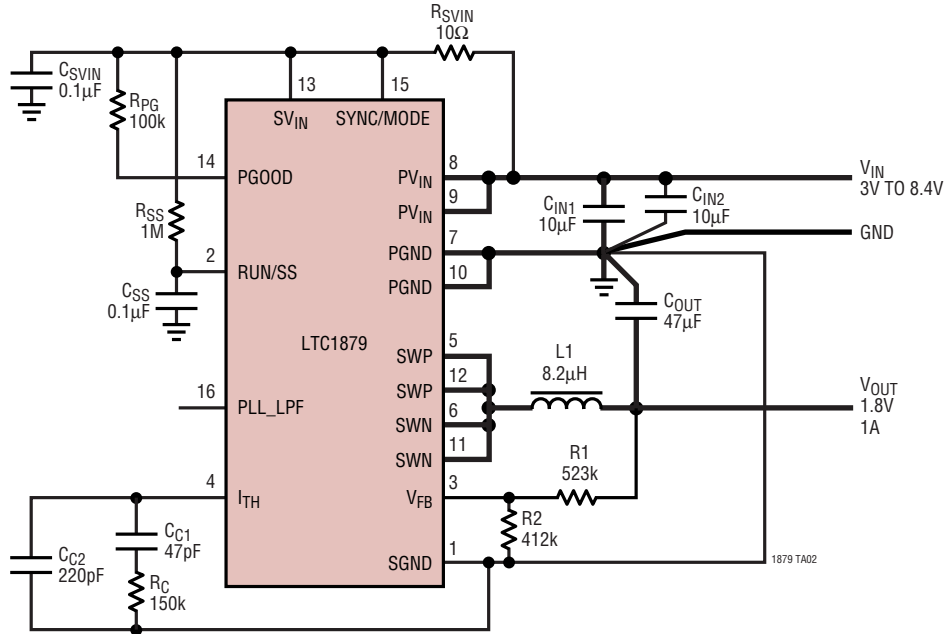 RSVIN
10Ω
CSVIN
0.1µF
RPG
100k
13
15
SVIN
SYNC/MODE
14
PGOOD
PVIN
8
PVIN
9
VIN
3V TO 8.4V
CIN1
10µF
CIN2
10µF
RSS
1M
PGND
7
GND
2
RUN/SS
PGND
10
CSS
0.1µF
COUT
47µF
LTC1879
SWP
5
L1
8.2µH
SWP
12
VOUT
1.8V
1A
16
PLL_LPF
SWN
6
SWN
11
R1
523k
4
ITH
VFB
3
R2
412k
CC1
47pF
CC2
220pF
RC
150k
SGND
1
1879 TA02